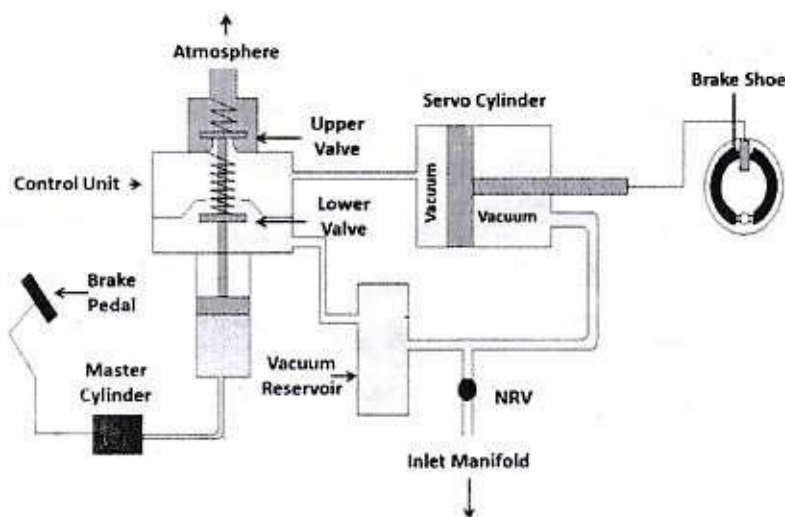 Atmosphere
Brake Shoe
Servo Cylinder
Upper
Valve
Control Unit
Vacuum
Vacuum
Lower
Valve
Brake
Pedal
Master
Cylinder
Vacuum
Reservoir
NRV
Inlet Manifold